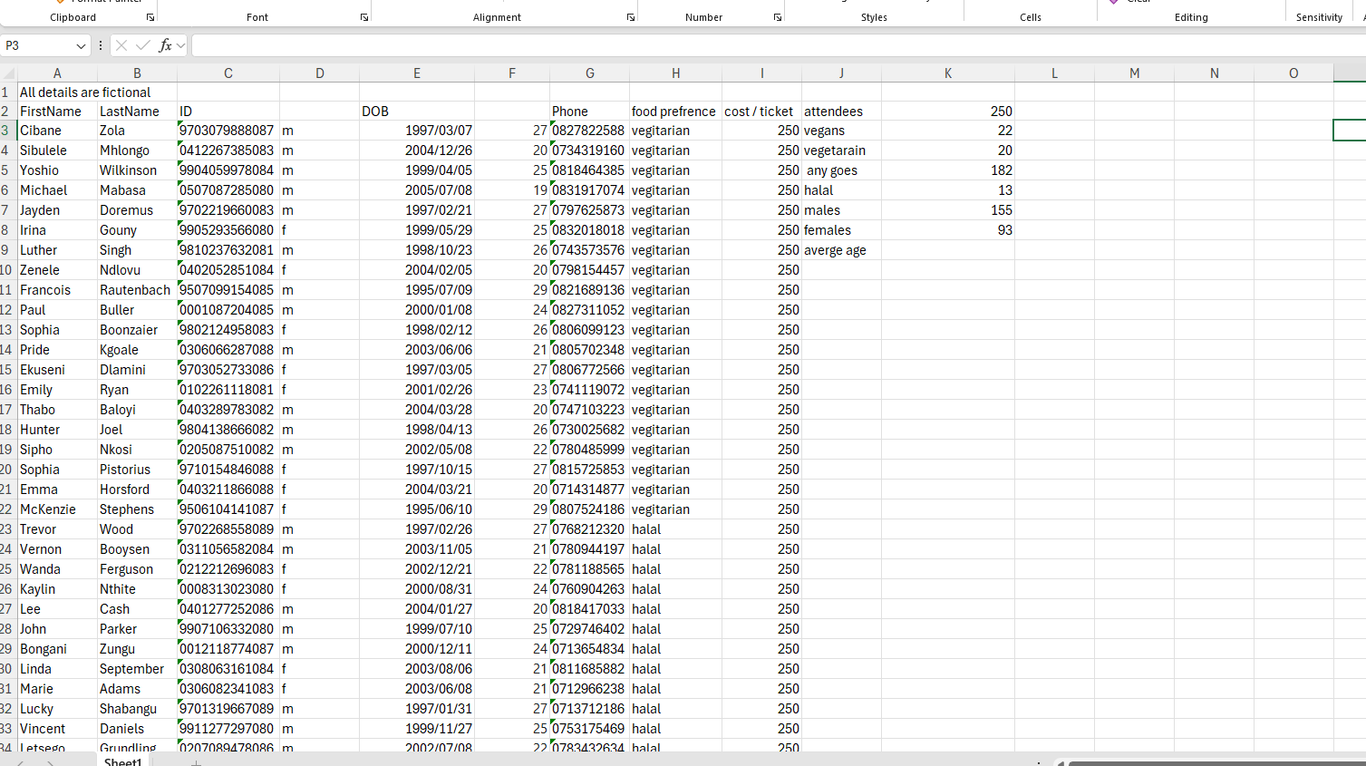 Format Painter Clear
Clipboard Font Alignment Number Styles Cells Editing Sensitivity
P3 fx
A B C D E F G H I J K L M N O
1 All details are fictional
2 FirstName LastName ID DOB Phone food prefrence cost / ticket attendees 250
3 Cibane Zola 9703079888087 m 1997/03/07 27 0827822588 vegitarian 250 vegans 22
4 Sibulele Mhlongo 0412267385083 m 2004/12/26 20 0734319160 vegitarian 250 vegetarain 20
5 Yoshio Wilkinson 9904059978084 m 1999/04/05 25 0818464385 vegitarian 250 any goes 182
6 Michael Mabasa 0507087285080 m 2005/07/08 19 0831917074 vegitarian 250 halal 13
7 Jayden Doremus 9702219660083 m 1997/02/21 27 0797625873 vegitarian 250 males 155
8 Irina Gouny 9905293566080 f 1999/05/29 25 0832018018 vegitarian 250 females 93
9 Luther Singh 9810237632081 m 1998/10/23 26 0743573576 vegitarian 250 averge age
10 Zenele Ndlovu 0402052851084 f 2004/02/05 20 0798154457 vegitarian 250
11 Francois Rautenbach 9507099154085 m 1995/07/09 29 0821689136 vegitarian 250
12 Paul Buller 0001087204085 m 2000/01/08 24 0827311052 vegitarian 250
13 Sophia Boonzaier 9802124958083 f 1998/02/12 26 0806099123 vegitarian 250
14 Pride Kgoale 0306066287088 m 2003/06/06 21 0805702348 vegitarian 250
15 Ekuseni Dlamini 9703052733086 f 1997/03/05 27 0806772566 vegitarian 250
16 Emily Ryan 0102261118081 f 2001/02/26 23 0741119072 vegitarian 250
17 Thabo Baloyi 0403289783082 m 2004/03/28 20 0747103223 vegitarian 250
18 Hunter Joel 9804138666082 m 1998/04/13 26 0730025682 vegitarian 250
19 Sipho Nkosi 0205087510082 m 2002/05/08 22 0780485999 vegitarian 250
20 Sophia Pistorius 9710154846088 f 1997/10/15 27 0815725853 vegitarian 250
21 Emma Horsford 0403211866088 f 2004/03/21 20 0714314877 vegitarian 250
22 McKenzie Stephens 9506104141087 f 1995/06/10 29 0807524186 vegitarian 250
23 Trevor Wood 9702268558089 m 1997/02/26 27 0768212320 halal 250
24 Vernon Booysen 0311056582084 m 2003/11/05 21 0780944197 halal 250
25 Wanda Ferguson 0212212696083 f 2002/12/21 22 0781188565 halal 250
26 Kaylin Nthite 0008313023080 f 2000/08/31 24 0760904263 halal 250
27 Lee Cash 0401277252086 m 2004/01/27 20 0818417033 halal 250
28 John Parker 9907106332080 m 1999/07/10 25 0729746402 halal 250
29 Bongani Zungu 0012118774087 m 2000/12/11 24 0713654834 halal 250
30 Linda September 0308063161084 f 2003/08/06 21 0811685882 halal 250
31 Marie Adams 0306082341083 f 2003/06/08 21 0712966238 halal 250
32 Lucky Shabangu 9701319667089 m 1997/01/31 27 0713712186 halal 250
33 Vincent Daniels 9911277297080 m 1999/11/27 25 0753175469 halal 250
34 Letsego Grundling 0207089478086 m 2002/07/08 22 0783432634 halal 250
Sheet1